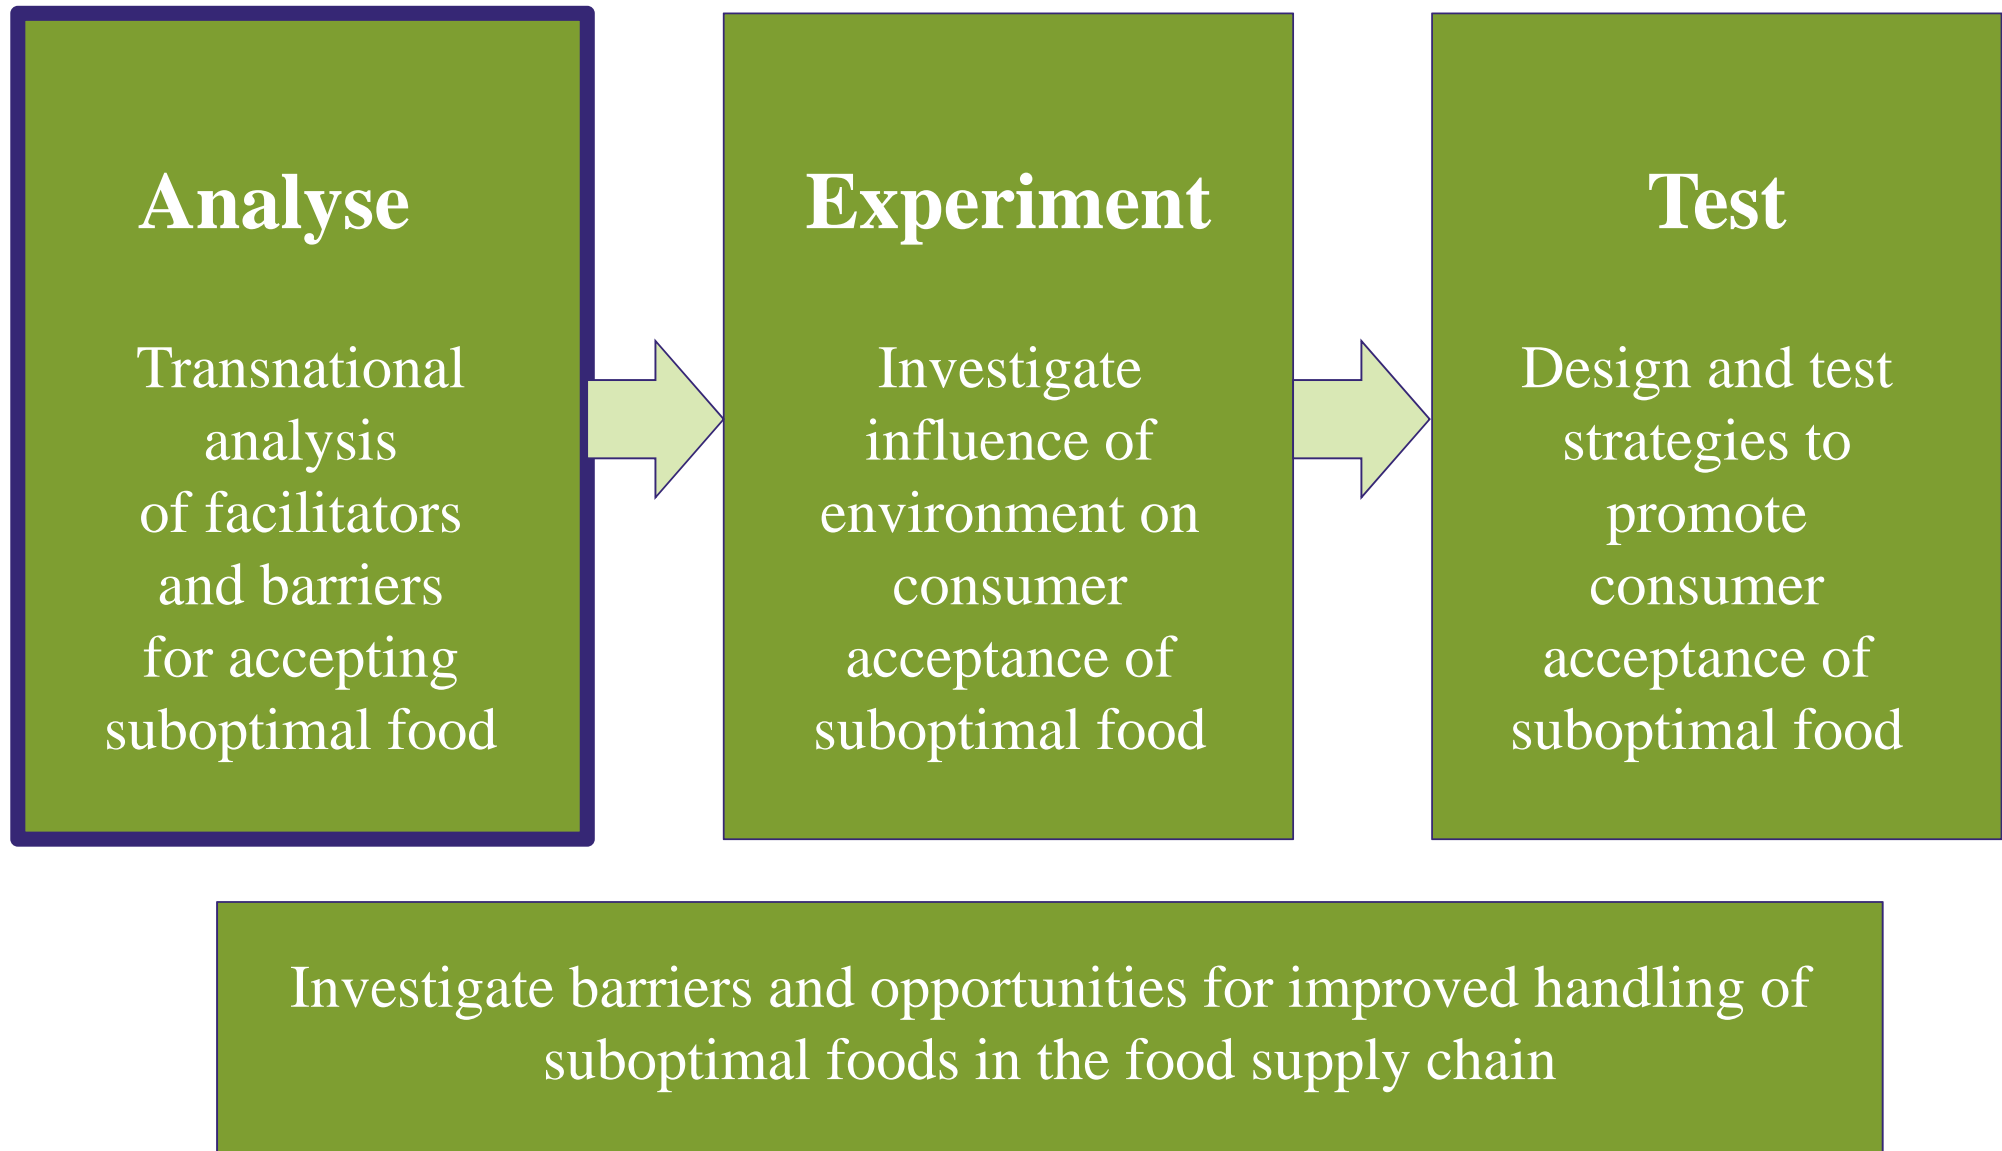 Analyse
Transnational
analysis
of facilitators
and barriers
for accepting
suboptimal food
Experiment
Investigate
influence of
environment on
consumer
acceptance of
suboptimal food
Test
Design and test
strategies to
promote
consumer
acceptance of
suboptimal food
Investigate barriers and opportunities for improved handling of
suboptimal foods in the food supply chain